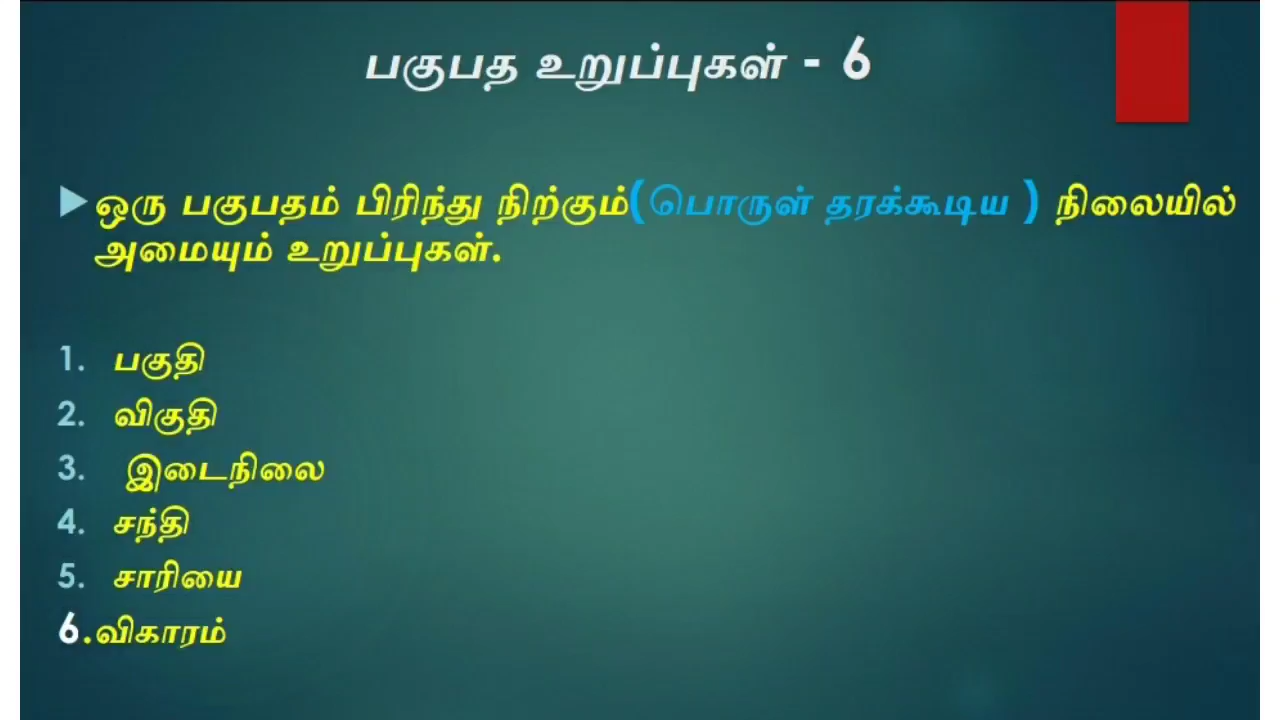 பகுபத உறுப்புகள் - 6
ஒரு பகுபதம் பிரிந்து நிற்கும்(பொருள் தரக்கூடிய ) நிலையில்
அமையும் உறுப்புகள்.
1. பகுதி
2. விகுதி
3. இடைநிலை
4. சந்தி
5. சாரியை
6.விகாரம்